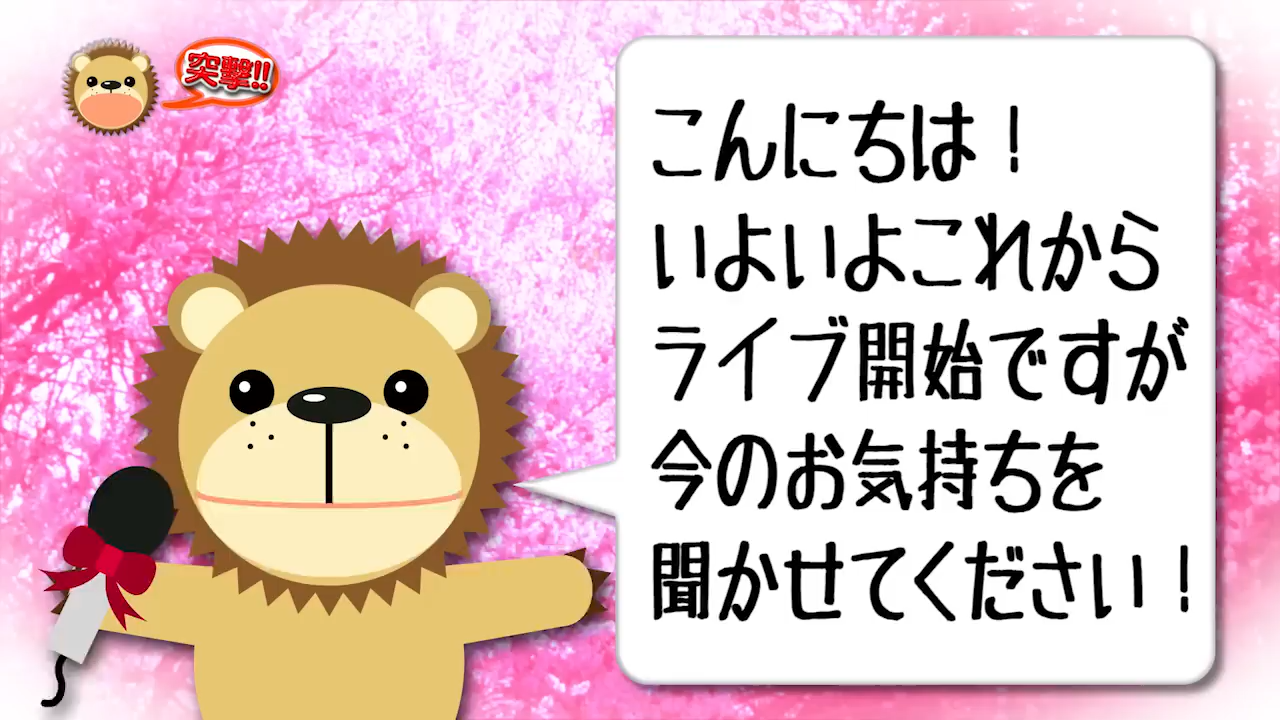 突撃!!
こんにちは！
いよいよこれから
ライブ開始ですが
今のお気持ちを
聞かせてください！